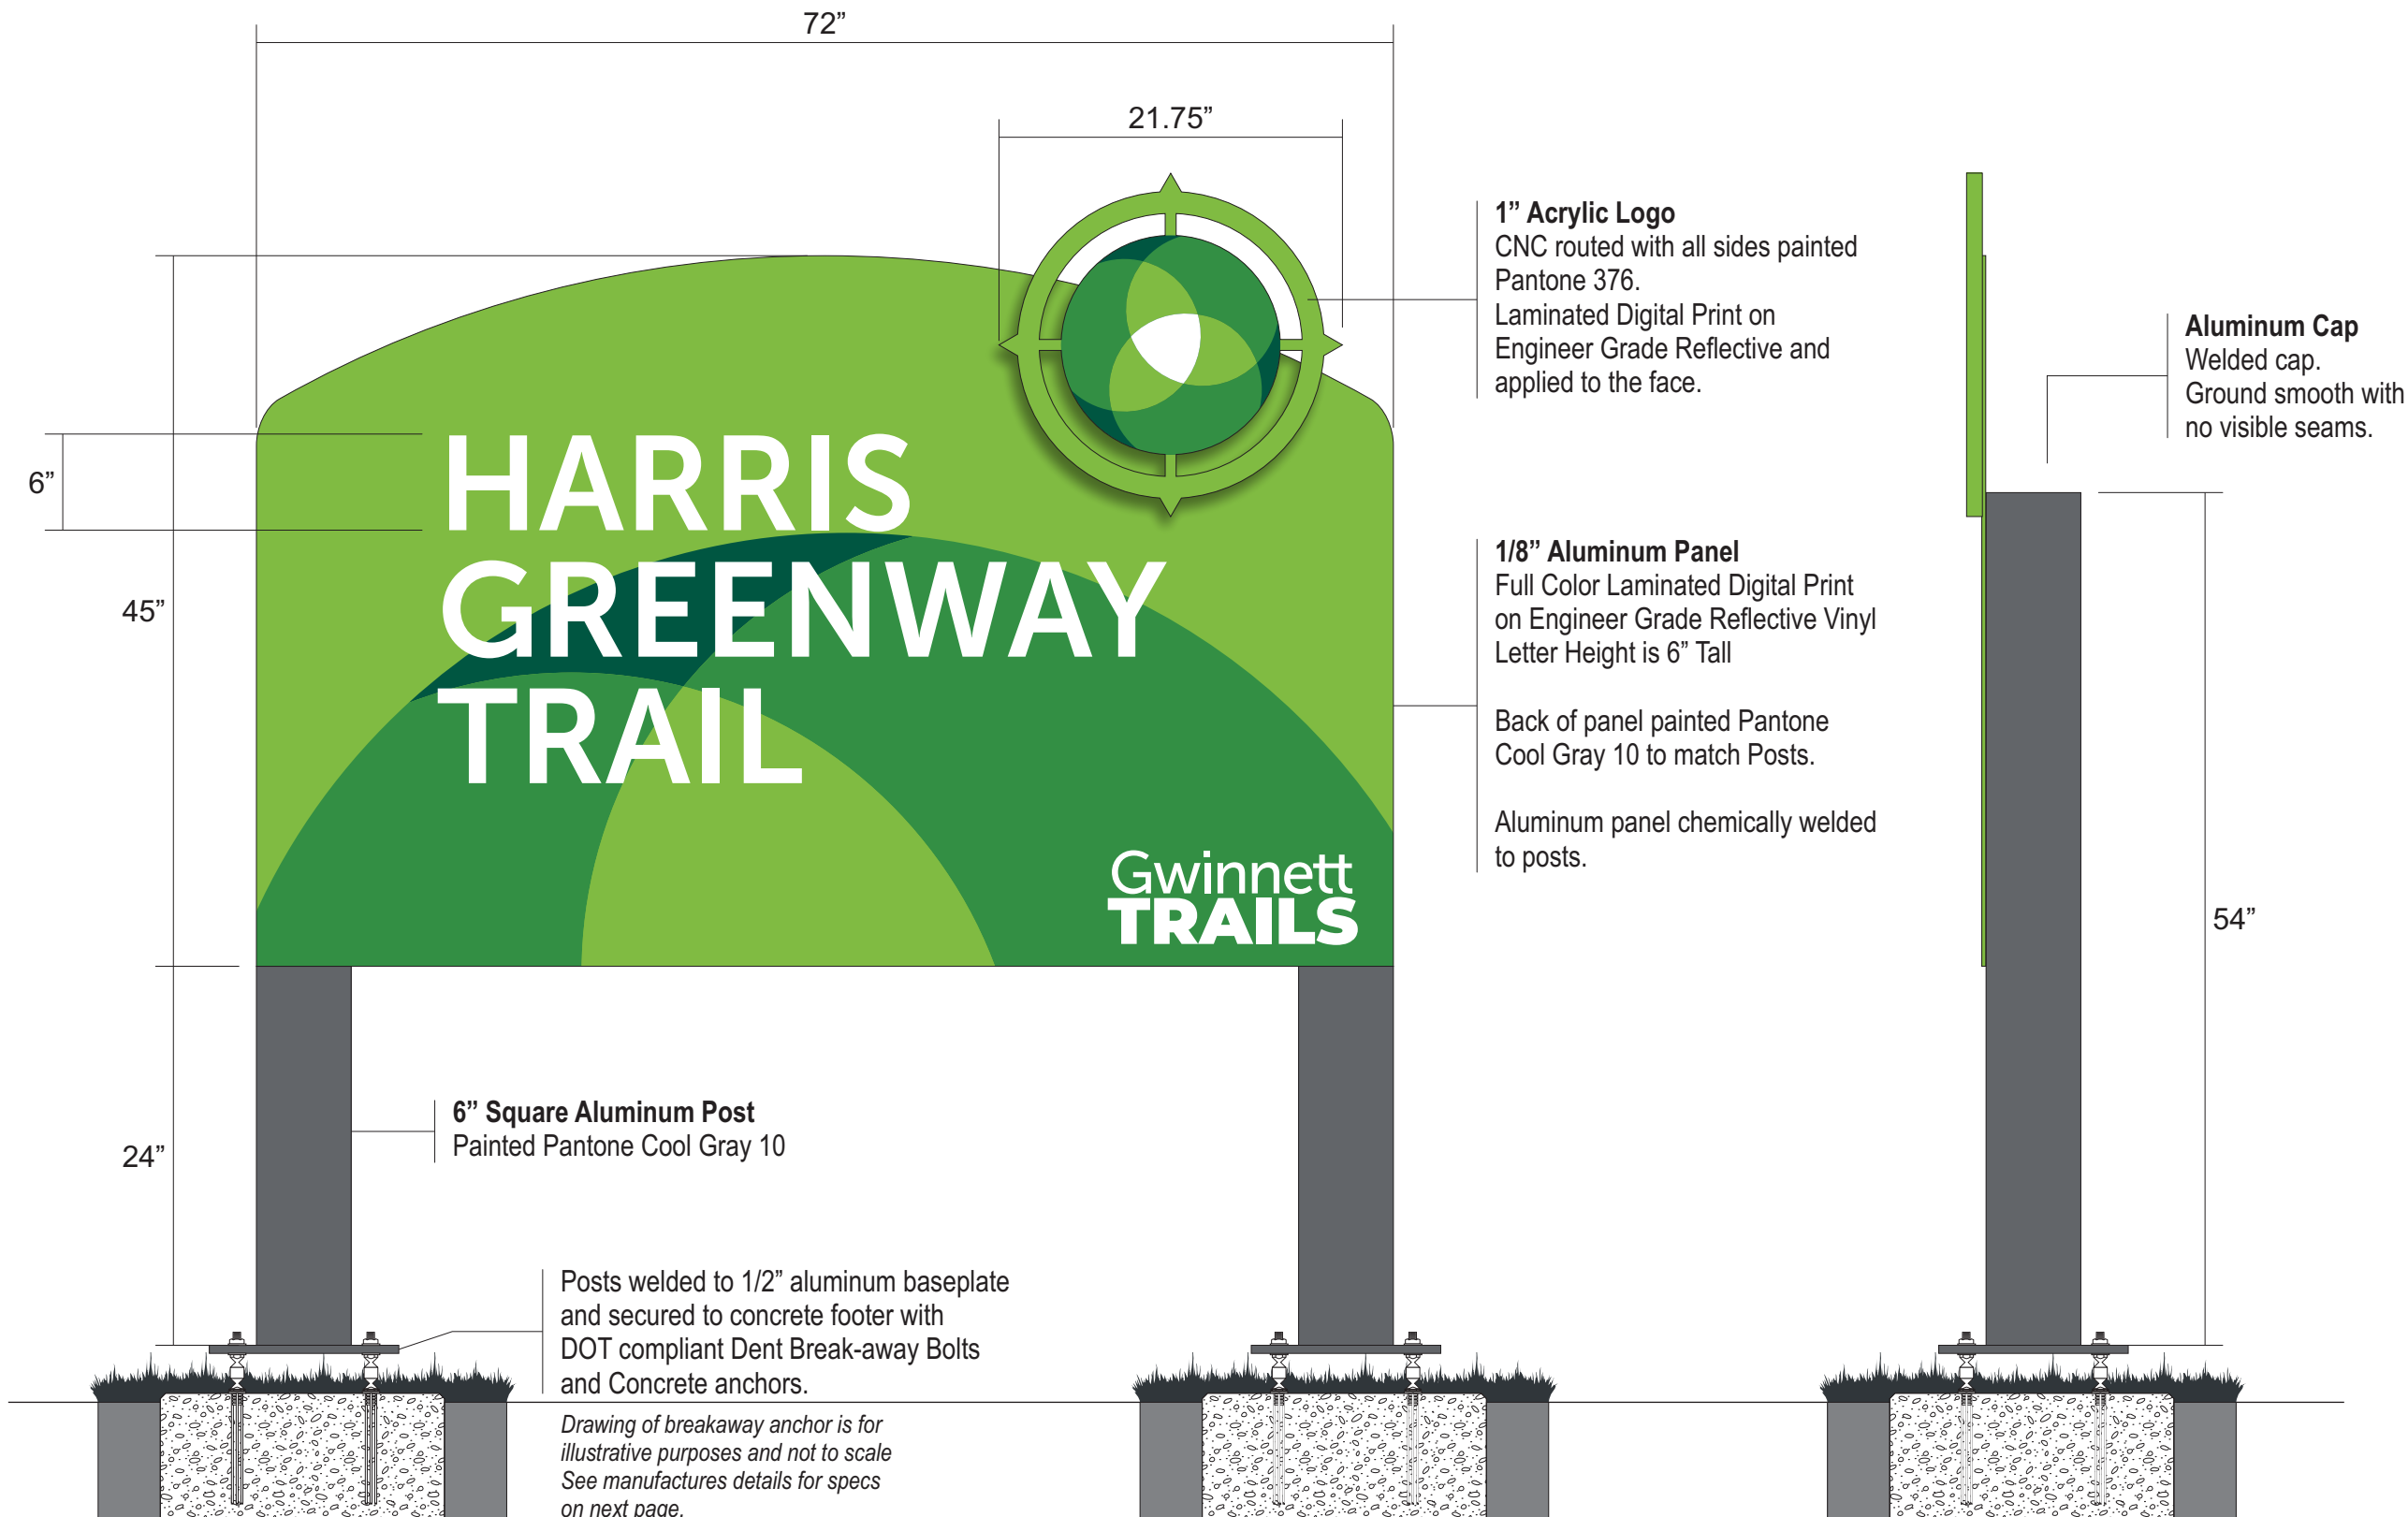 72”
21.75”
1” Acrylic Logo
CNC routed with all sides painted
Pantone 376.
Laminated Digital Print on
Engineer Grade Reflective and
applied to the face.
Aluminum Cap
Welded cap.
Ground smooth with
no visible seams.
6”
45”
HARRIS
GREENWAY
TRAIL
1/8” Aluminum Panel
Full Color Laminated Digital Print
on Engineer Grade Reflective Vinyl
Letter Height is 6” Tall
Back of panel painted Pantone
Cool Gray 10 to match Posts.
Aluminum panel chemically welded
to posts.
Gwinnett
TRAILS
54”
24”
6” Square Aluminum Post
Painted Pantone Cool Gray 10
Posts welded to 1/2” aluminum baseplate
and secured to concrete footer with
DOT compliant Dent Break-away Bolts
and Concrete anchors.
Drawing of breakaway anchor is for
illustrative purposes and not to scale
See manufactures details for specs
on next page.